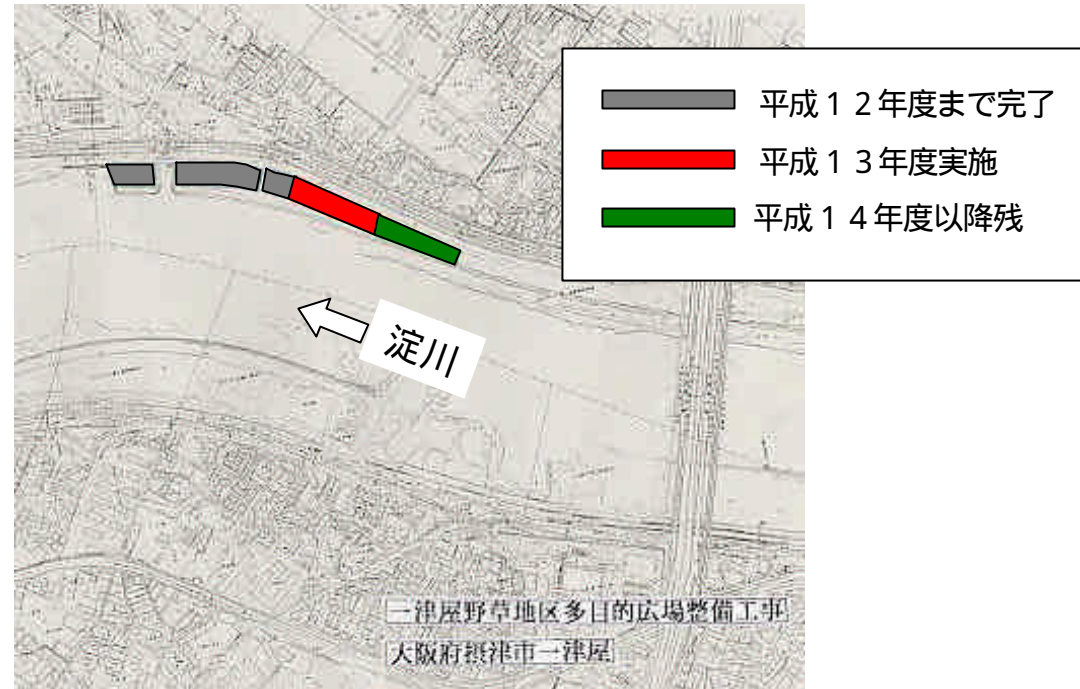 平成１２年度まで完了
平成１３年度実施
平成１４年度以降残
淀川
一津屋野草地区多目的広場整備工事
大阪府摂津市一津屋